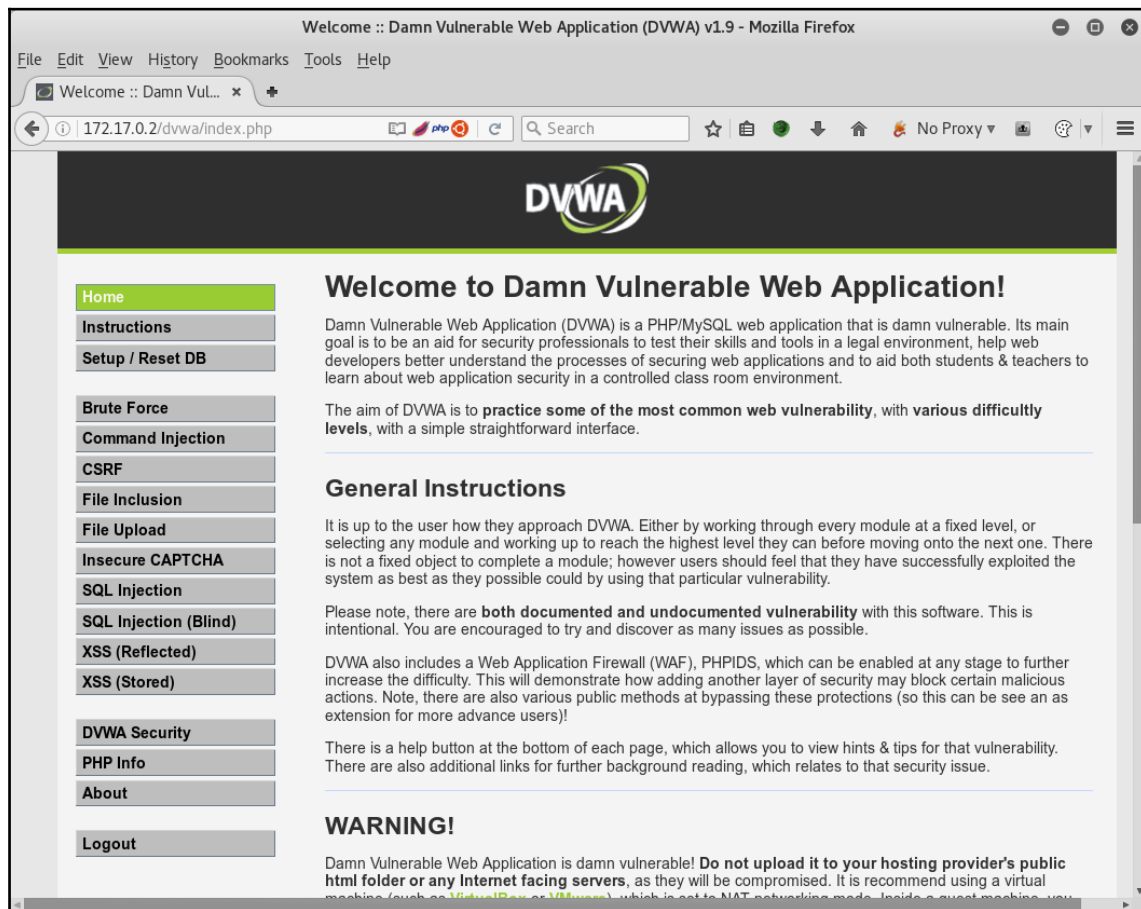 Welcome :: Damn Vulnerable Web Application (DVWA) v1.9 - Mozilla Firefox
File Edit View History Bookmarks Tools Help
Welcome :: Damn Vul...
172.17.0.2/dvwa/index.php
php
Search
No Proxy
DVWA
Home
Instructions
Setup / Reset DB
Brute Force
Command Injection
CSRF
File Inclusion
File Upload
Insecure CAPTCHA
SQL Injection
SQL Injection (Blind)
XSS (Reflected)
XSS (Stored)
DVWA Security
PHP Info
About
Logout
Welcome to Damn Vulnerable Web Application!
Damn Vulnerable Web Application (DVWA) is a PHP/MySQL web application that is damn vulnerable. Its main
goal is to be an aid for security professionals to test their skills and tools in a legal environment, help web
developers better understand the processes of securing web applications and to aid both students & teachers to
learn about web application security in a controlled class room environment.
The aim of DVWA is to practice some of the most common web vulnerability, with various difficultly
levels, with a simple straightforward interface.
General Instructions
It is up to the user how they approach DVWA. Either by working through every module at a fixed level, or
selecting any module and working up to reach the highest level they can before moving onto the next one. There
is not a fixed object to complete a module; however users should feel that they have successfully exploited the
system as best as they possible could by using that particular vulnerability.
Please note, there are both documented and undocumented vulnerability with this software. This is
intentional. You are encouraged to try and discover as many issues as possible.
DVWA also includes a Web Application Firewall (WAF), PHPIDS, which can be enabled at any stage to further
increase the difficulty. This will demonstrate how adding another layer of security may block certain malicious
actions. Note, there are also various public methods at bypassing these protections (so this can be see an as
extension for more advance users)!
There is a help button at the bottom of each page, which allows you to view hints & tips for that vulnerability.
There are also additional links for further background reading, which relates to that security issue.
WARNING!
Damn Vulnerable Web Application is damn vulnerable! Do not upload it to your hosting provider's public
html folder or any Internet facing servers, as they will be compromised. It is recommend using a virtual
machine (such as VirtualBox or VMware), which is set to NAT networking mode. Inside a guest machine, you